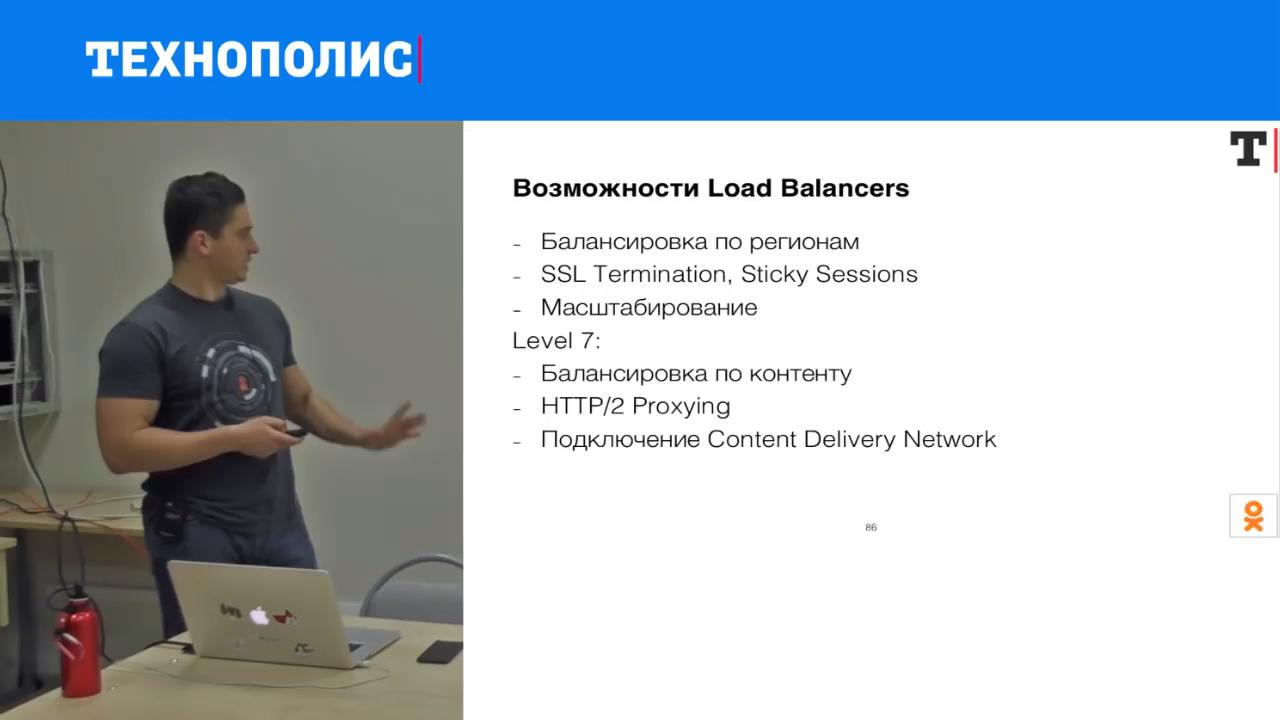 ТЕХНОПОЛИС
T
Возможности Load Balancers
- Балансировка по регионам
- SSL Termination, Sticky Sessions
- Масштабирование
Level 7:
- Балансировка по контенту
- HTTP/2 Proxying
- Подключение Content Delivery Network
86